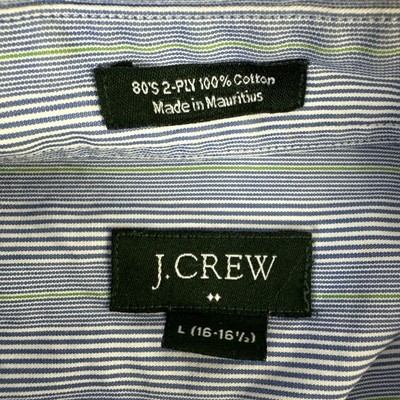 80'S 2-PLY 100% Cotton
Made in Mauritius
J.CREW
L (16-16½)